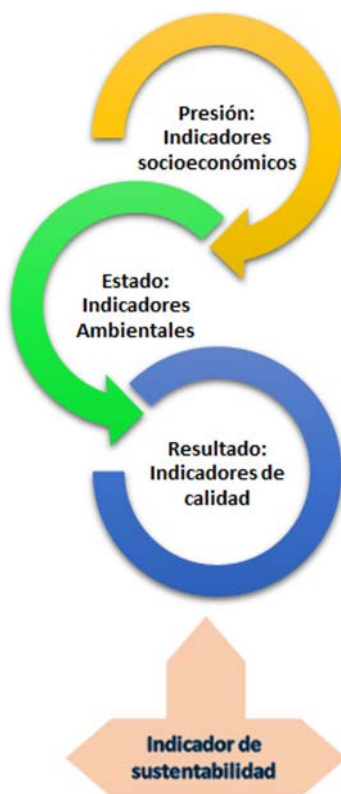 Presión:
Indicadores
socioeconómicos
Estado:
Indicadores
Ambientales
Resultado:
Indicadores de
calidad
Indicador de
sustentabilidad